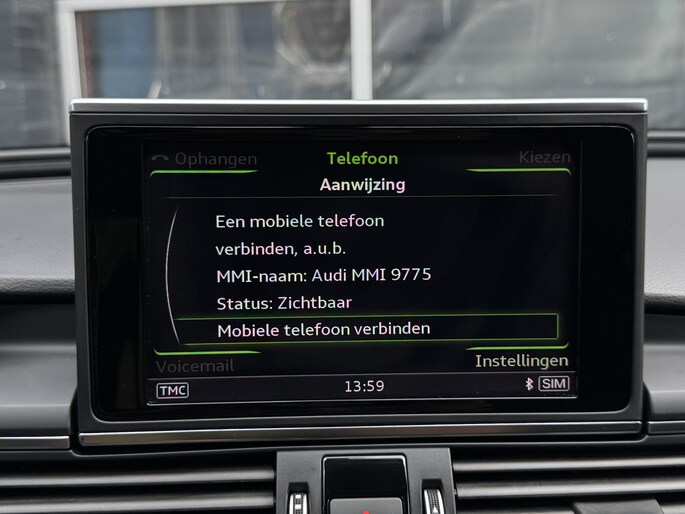 Ophangen Telefoon Kiezen
Aanwijzing
Een mobiele telefoon
verbinden, a.u.b.
MMI-naam: Audi MMI 9775
Status: Zichtbaar
Mobiele telefoon verbinden
Voicemail Instellingen
TMC 13:59 SIM